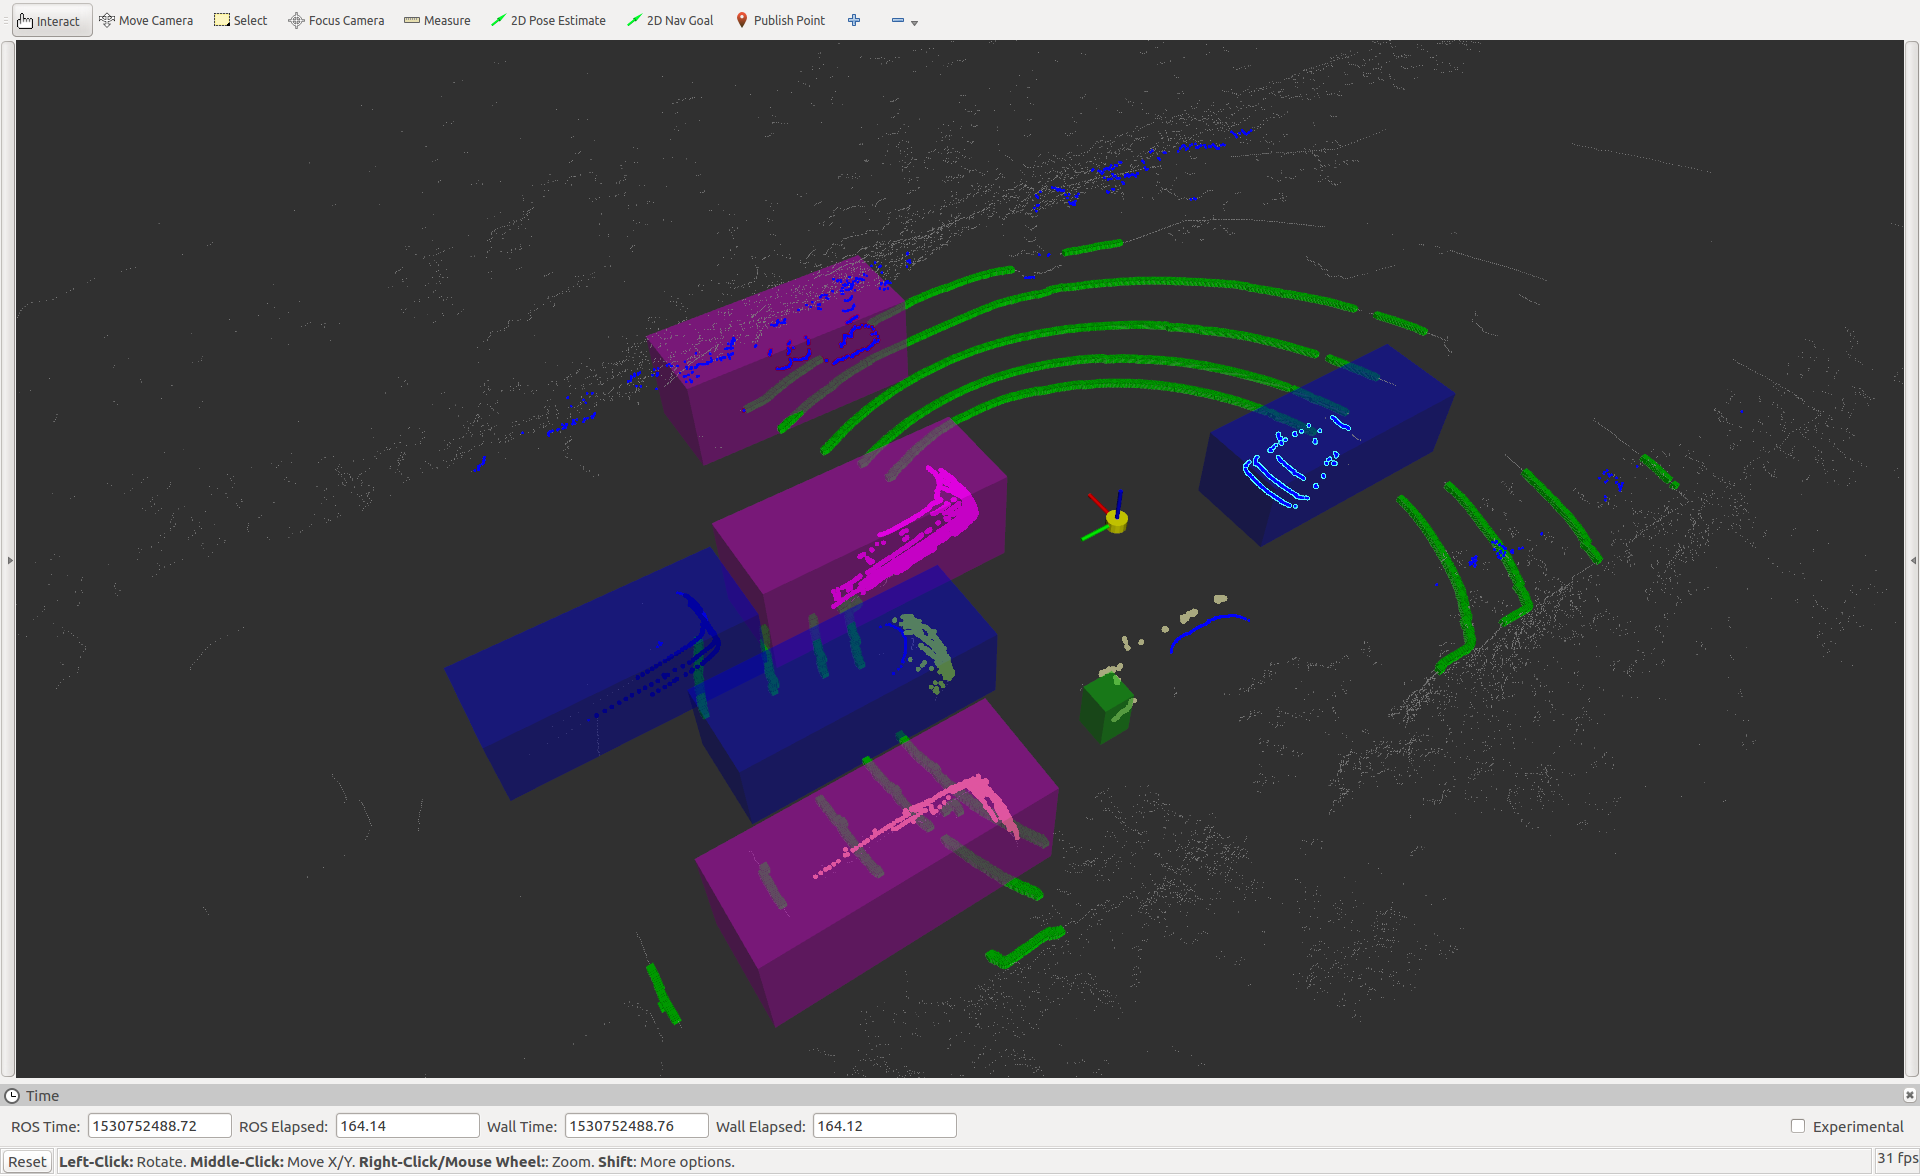 Interact Move Camera Select Focus Camera Measure 2D Pose Estimate 2D Nav Goal Publish Point
Time
ROS Time: 1530752488.72 ROS Elapsed: 164.14 Wall Time: 1530752488.76 Wall Elapsed: 164.12 Experimental
Reset Left-Click: Rotate. Middle-Click: Move X/Y. Right-Click/Mouse Wheel:: Zoom. Shift: More options. 31 fps